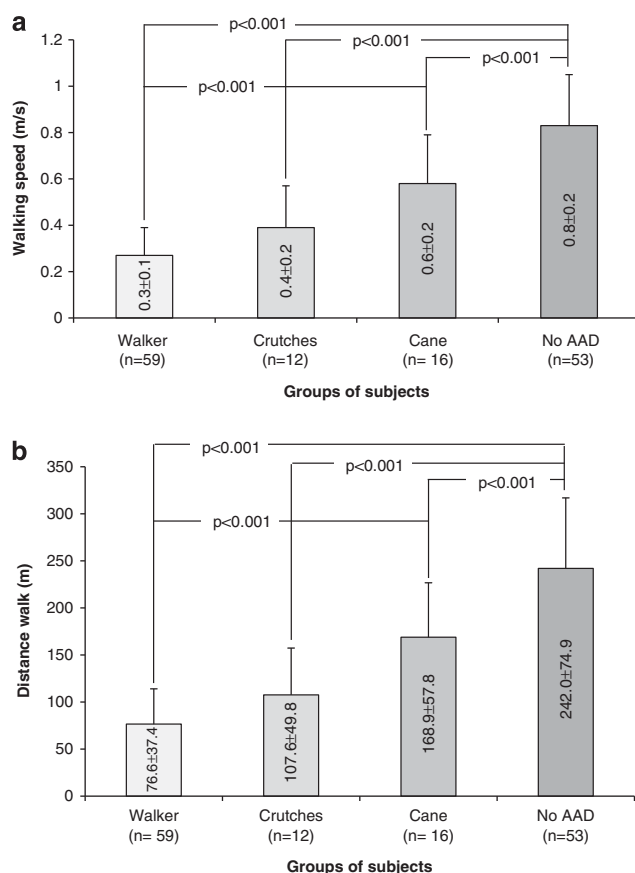 a
p<0.001
p<0.001
p<0.001
p<0.001
Walking speed (m/s)
1.2
1
0.8
0.6
0.4
0.2
0
0.3±0.1
0.4±0.2
0.6±0.2
0.8±0.2
Walker Crutches Cane No AAD
(n=59) (n=12) (n= 16) (n=53)
Groups of subjects
b
p<0.001
p<0.001
p<0.001
p<0.001
Distance walk (m)
350
300
250
200
150
100
50
0
76.6±37.4
107.6±49.8
168.9±57.8
242.0±74.9
Walker Crutches Cane No AAD
(n= 59) (n=12) (n= 16) (n=53)
Groups of subjects